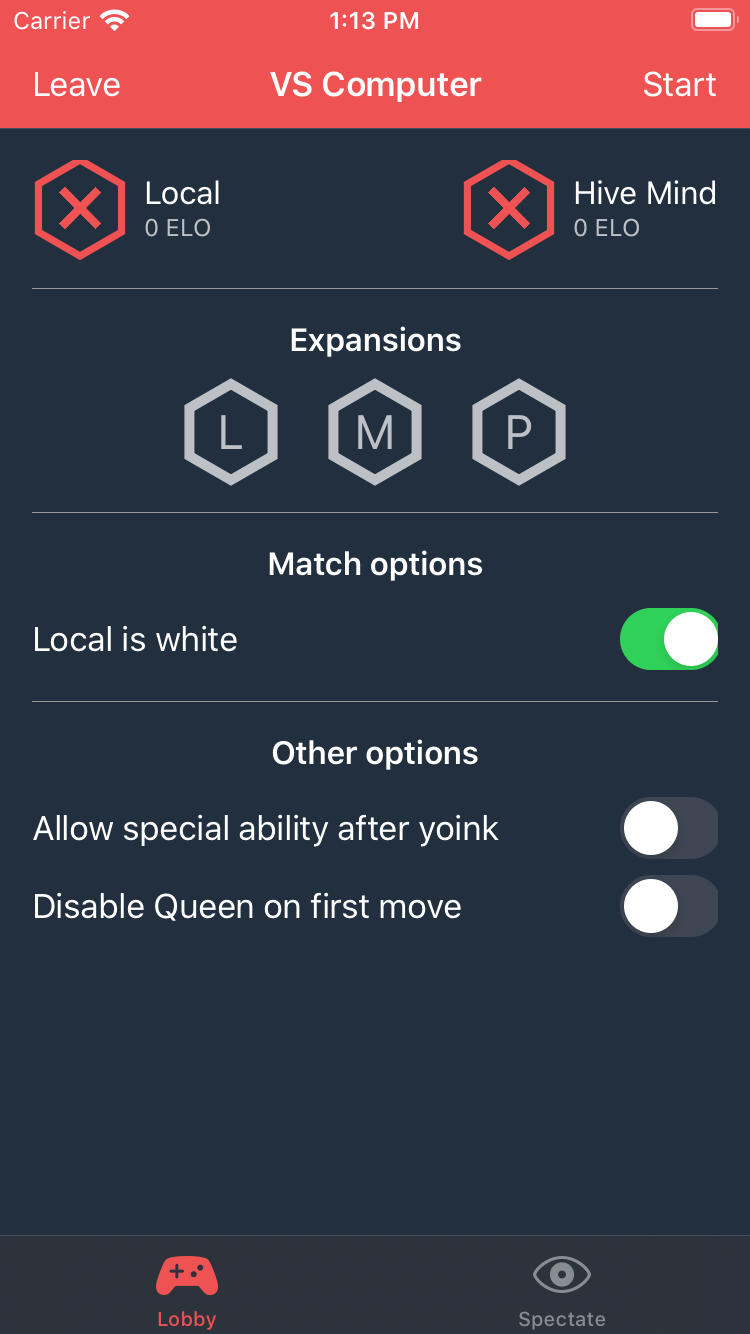 Carrier 1:13 PM
Leave VS Computer Start
Local Hive Mind
0 ELO 0 ELO
Expansions
L M P
Match options
Local is white
Other options
Allow special ability after yoink
Disable Queen on first move
Lobby Spectate